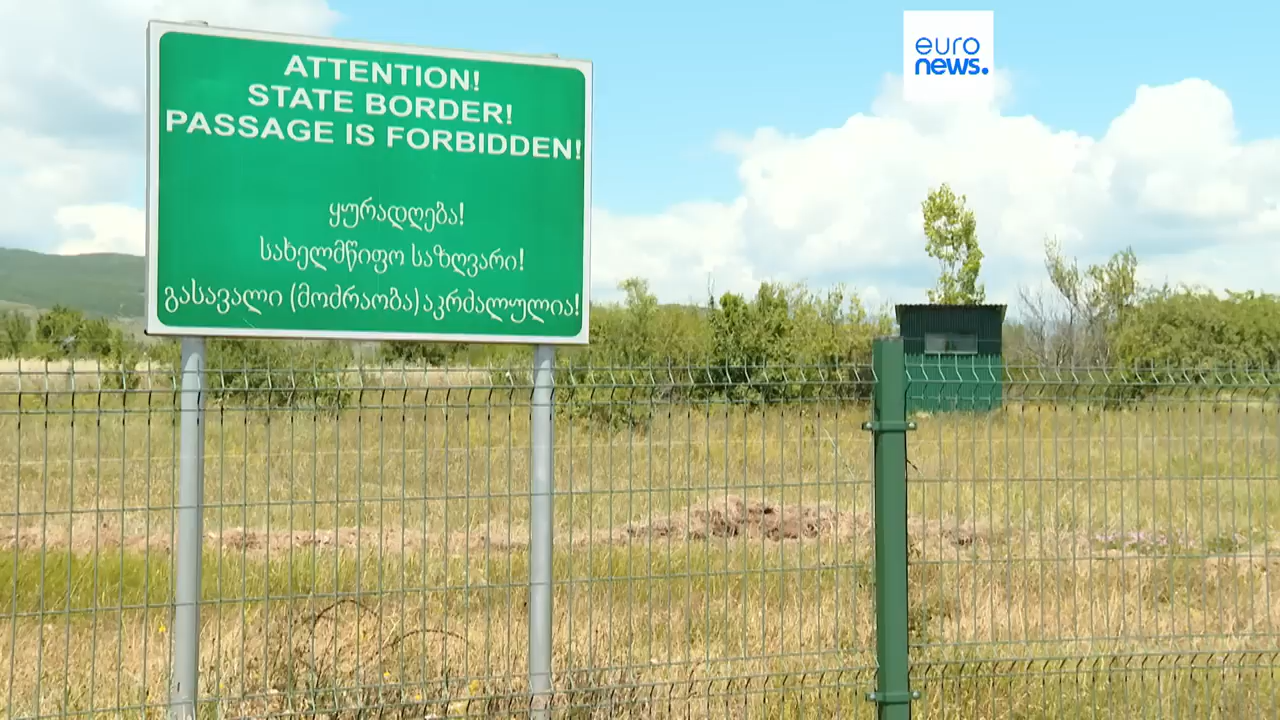 ATTENTION!
STATE BORDER!
PASSAGE IS FORBIDDEN!
ყურადღება!
სახელმწიფო საზღვარი!
გასავალი (მოძრაობა) აკრძალულია!
euro
news.